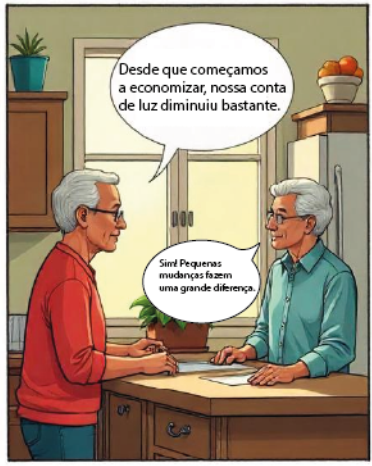 Desde que começamos
a economizar, nossa conta
de luz diminuiu bastante.
Sim! Pequenas
mudanças fazem
uma grande diferença.